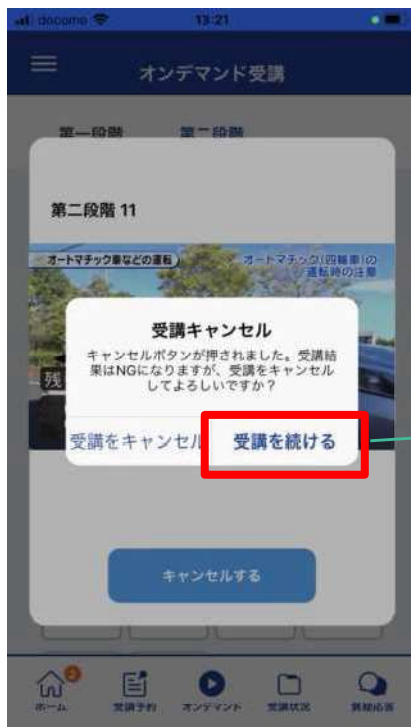 docomo 13:21
オンデマンド受講
第一段階 第二段階
第二段階 11
オートマチック車などの運転
オートマチック(四輪車)の
運転時の注意
残
受講キャンセル
キャンセルボタンが押されました。受講結
果はNGになりますが、受講をキャンセル
してよろしいですか？
受講をキャンセル 受講を続ける
キャンセルする
ホーム 受講予約 オンデマンド 受講状況 質疑応答